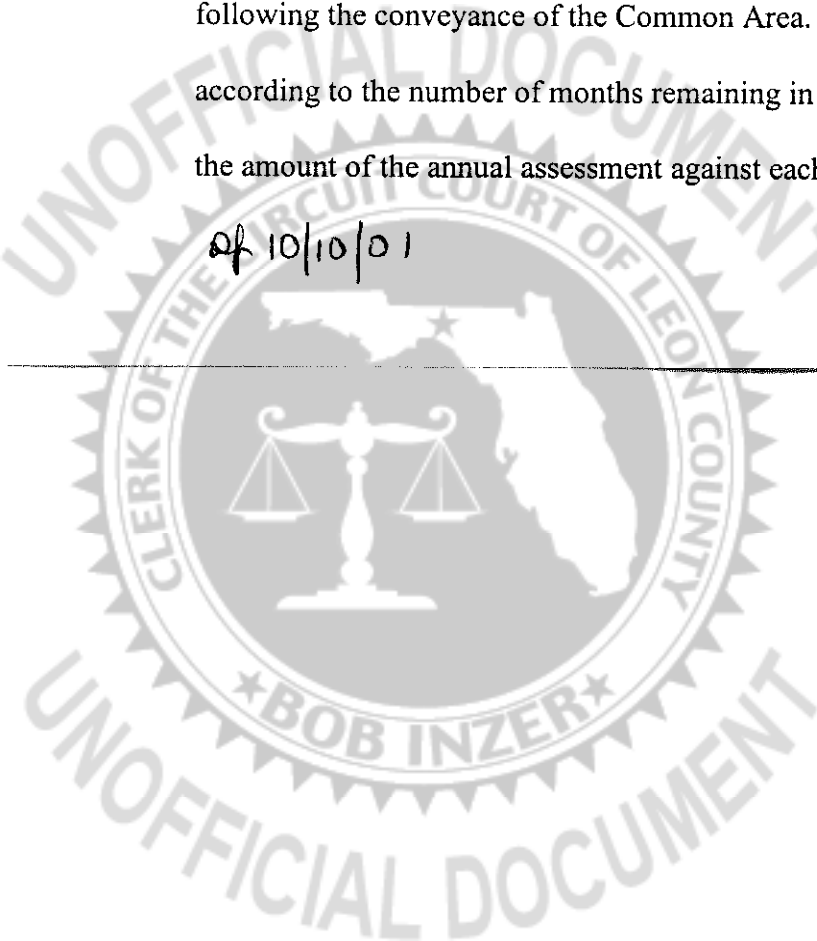 following the conveyance of the Common Area.
according to the number of months remaining in
the amount of the annual assessment against each
10/10/01
UNOFFICIAL DOCUMENT
CLERK OF THE CIRCUIT COURT OF LEON COUNTY
★BOB INZER★
UNOFFICIAL DOCUMENT